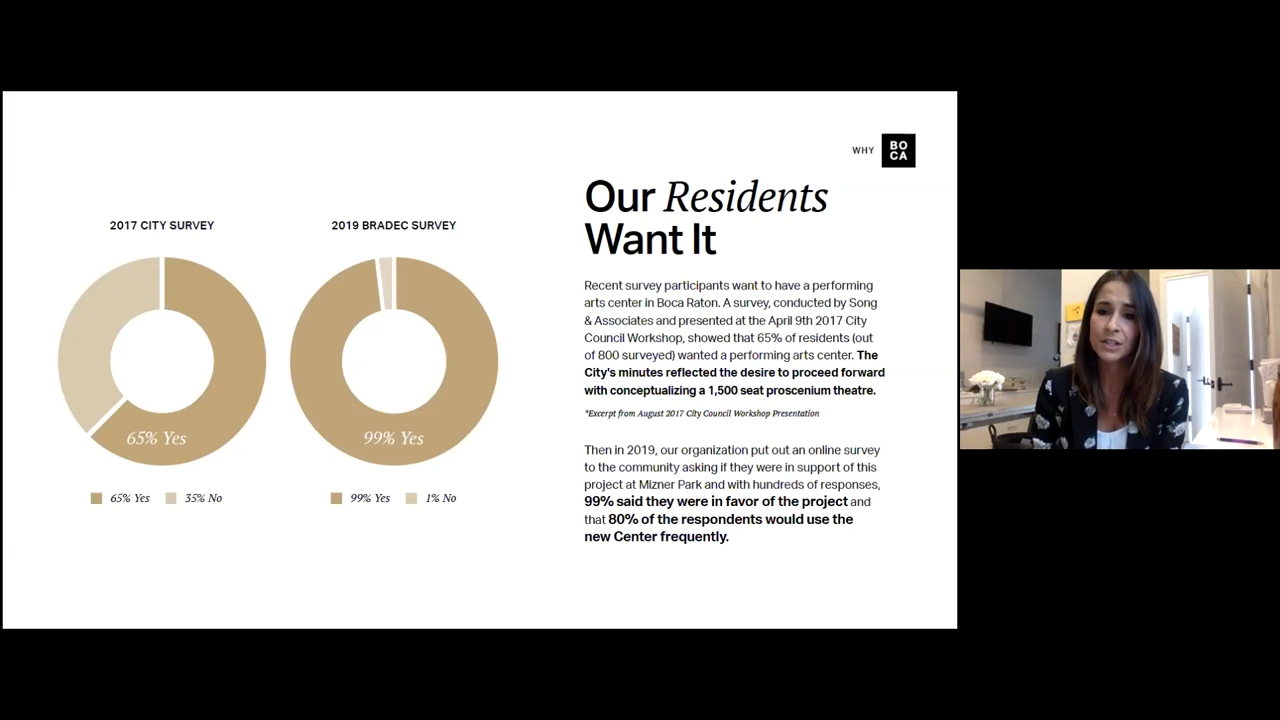 WHY
BO
CA
Our Residents
Want It
2017 CITY SURVEY
2019 BRADEC SURVEY
65% Yes
99% Yes
65% Yes 35% No
99% Yes 1% No
Recent survey participants want to have a performing
arts center in Boca Raton. A survey, conducted by Song
& Associates and presented at the April 9th 2017 City
Council Workshop, showed that 65% of residents (out
of 800 surveyed) wanted a performing arts center. The
City's minutes reflected the desire to proceed forward
with conceptualizing a 1,500 seat proscenium theatre.
*Excerpt from August 2017 City Council Workshop Presentation
Then in 2019, our organization put out an online survey
to the community asking if they were in support of this
project at Mizner Park and with hundreds of responses,
99% said they were in favor of the project and
that 80% of the respondents would use the
new Center frequently.